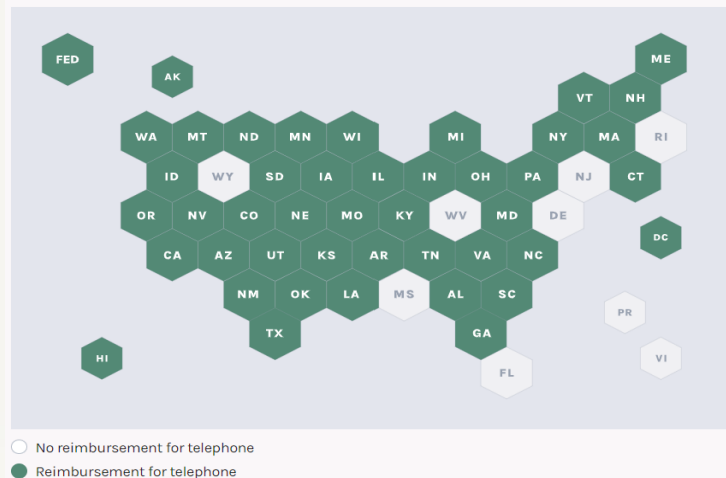 FED
AK
ME
VT NH
WA MT ND MN WI MI NY MA RI
ID WY SD IA IL IN OH PA NJ CT
OR NV CO NE MO KY WV MD DE
DC
CA AZ UT KS AR TN VA NC
NM OK LA MS AL SC
PR
TX GA
HI VI
FL
No reimbursement for telephone
Reimbursement for telephone